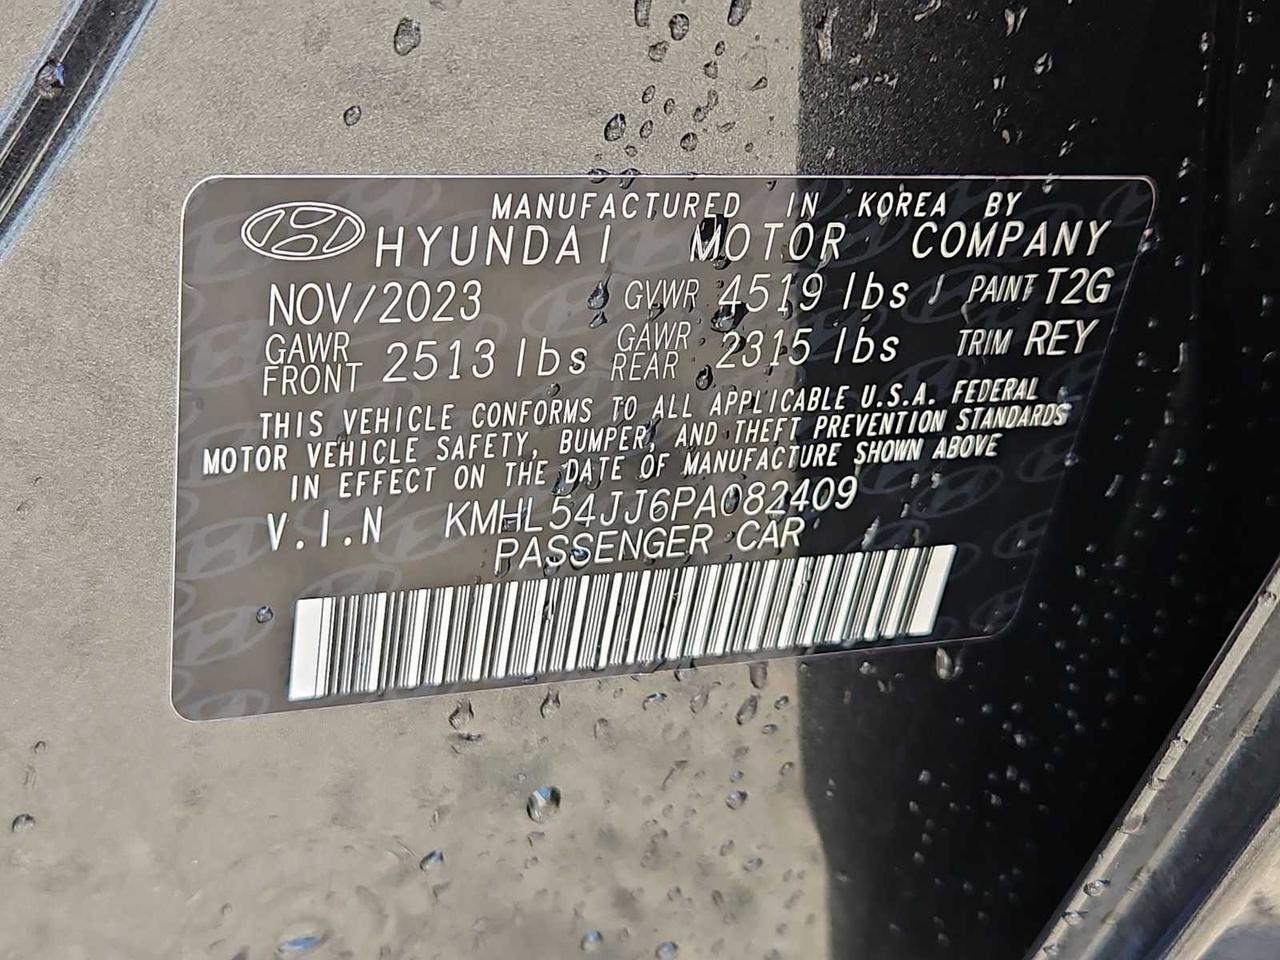 MANUFACTURED IN KOREA BY
HYUNDAI MOTOR COMPANY
NOV/2023 GVWR 4519 lbs PAINT T2G
GAWR FRONT 2513 lbs GAWR REAR 2315 lbs TRIM REY
THIS VEHICLE CONFORMS TO ALL APPLICABLE U.S.A. FEDERAL
MOTOR VEHICLE SAFETY, BUMPER, AND THEFT PREVENTION STANDARDS
IN EFFECT ON THE DATE OF MANUFACTURE SHOWN ABOVE
V.I.N KMHL54JJ6PA082409
PASSENGER CAR